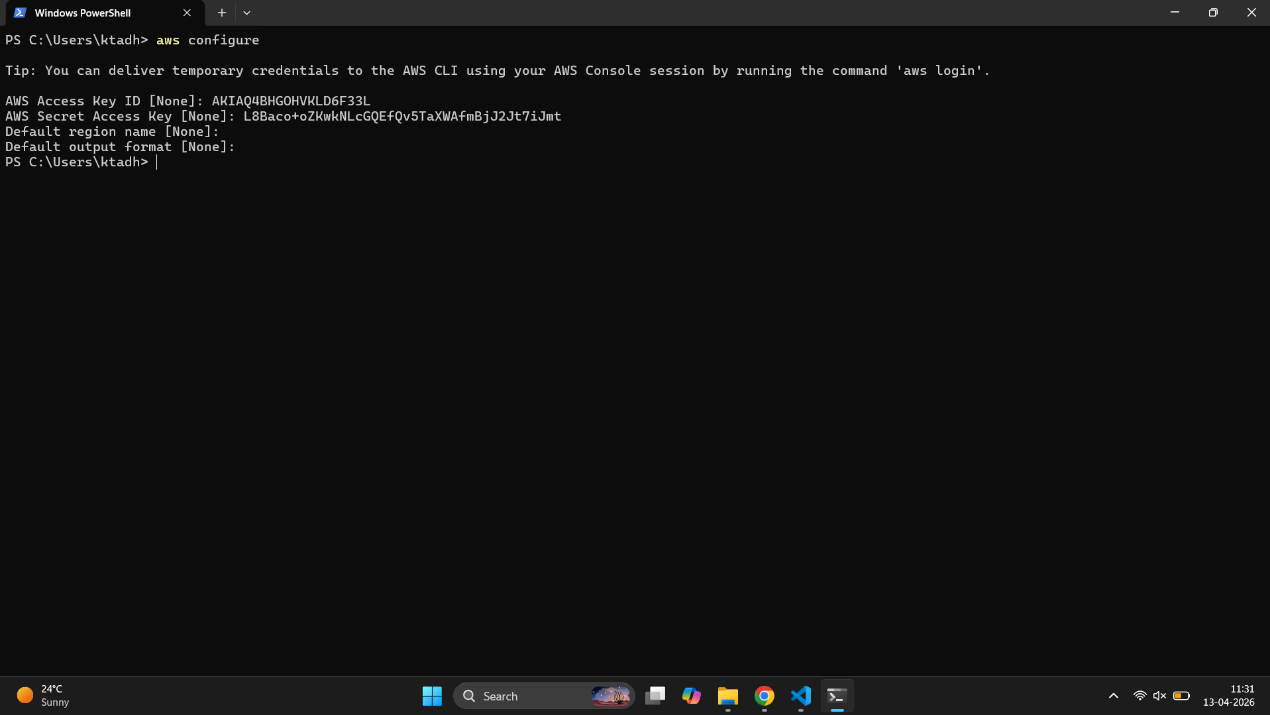 Windows PowerShell
PS C:\Users\ktadh> aws configure
Tip: You can deliver temporary credentials to the AWS CLI using your AWS Console session by running the command 'aws login'.
AWS Access Key ID [None]: AKIAQ4BHGOHVKLD6F33L
AWS Secret Access Key [None]: L8Baco+oZKwkNLcGQEfQv5TaXWAfmBjJ2Jt7iJmt
Default region name [None]:
Default output format [None]:
PS C:\Users\ktadh>
24°C
Sunny
Search
11:31
13-04-2026